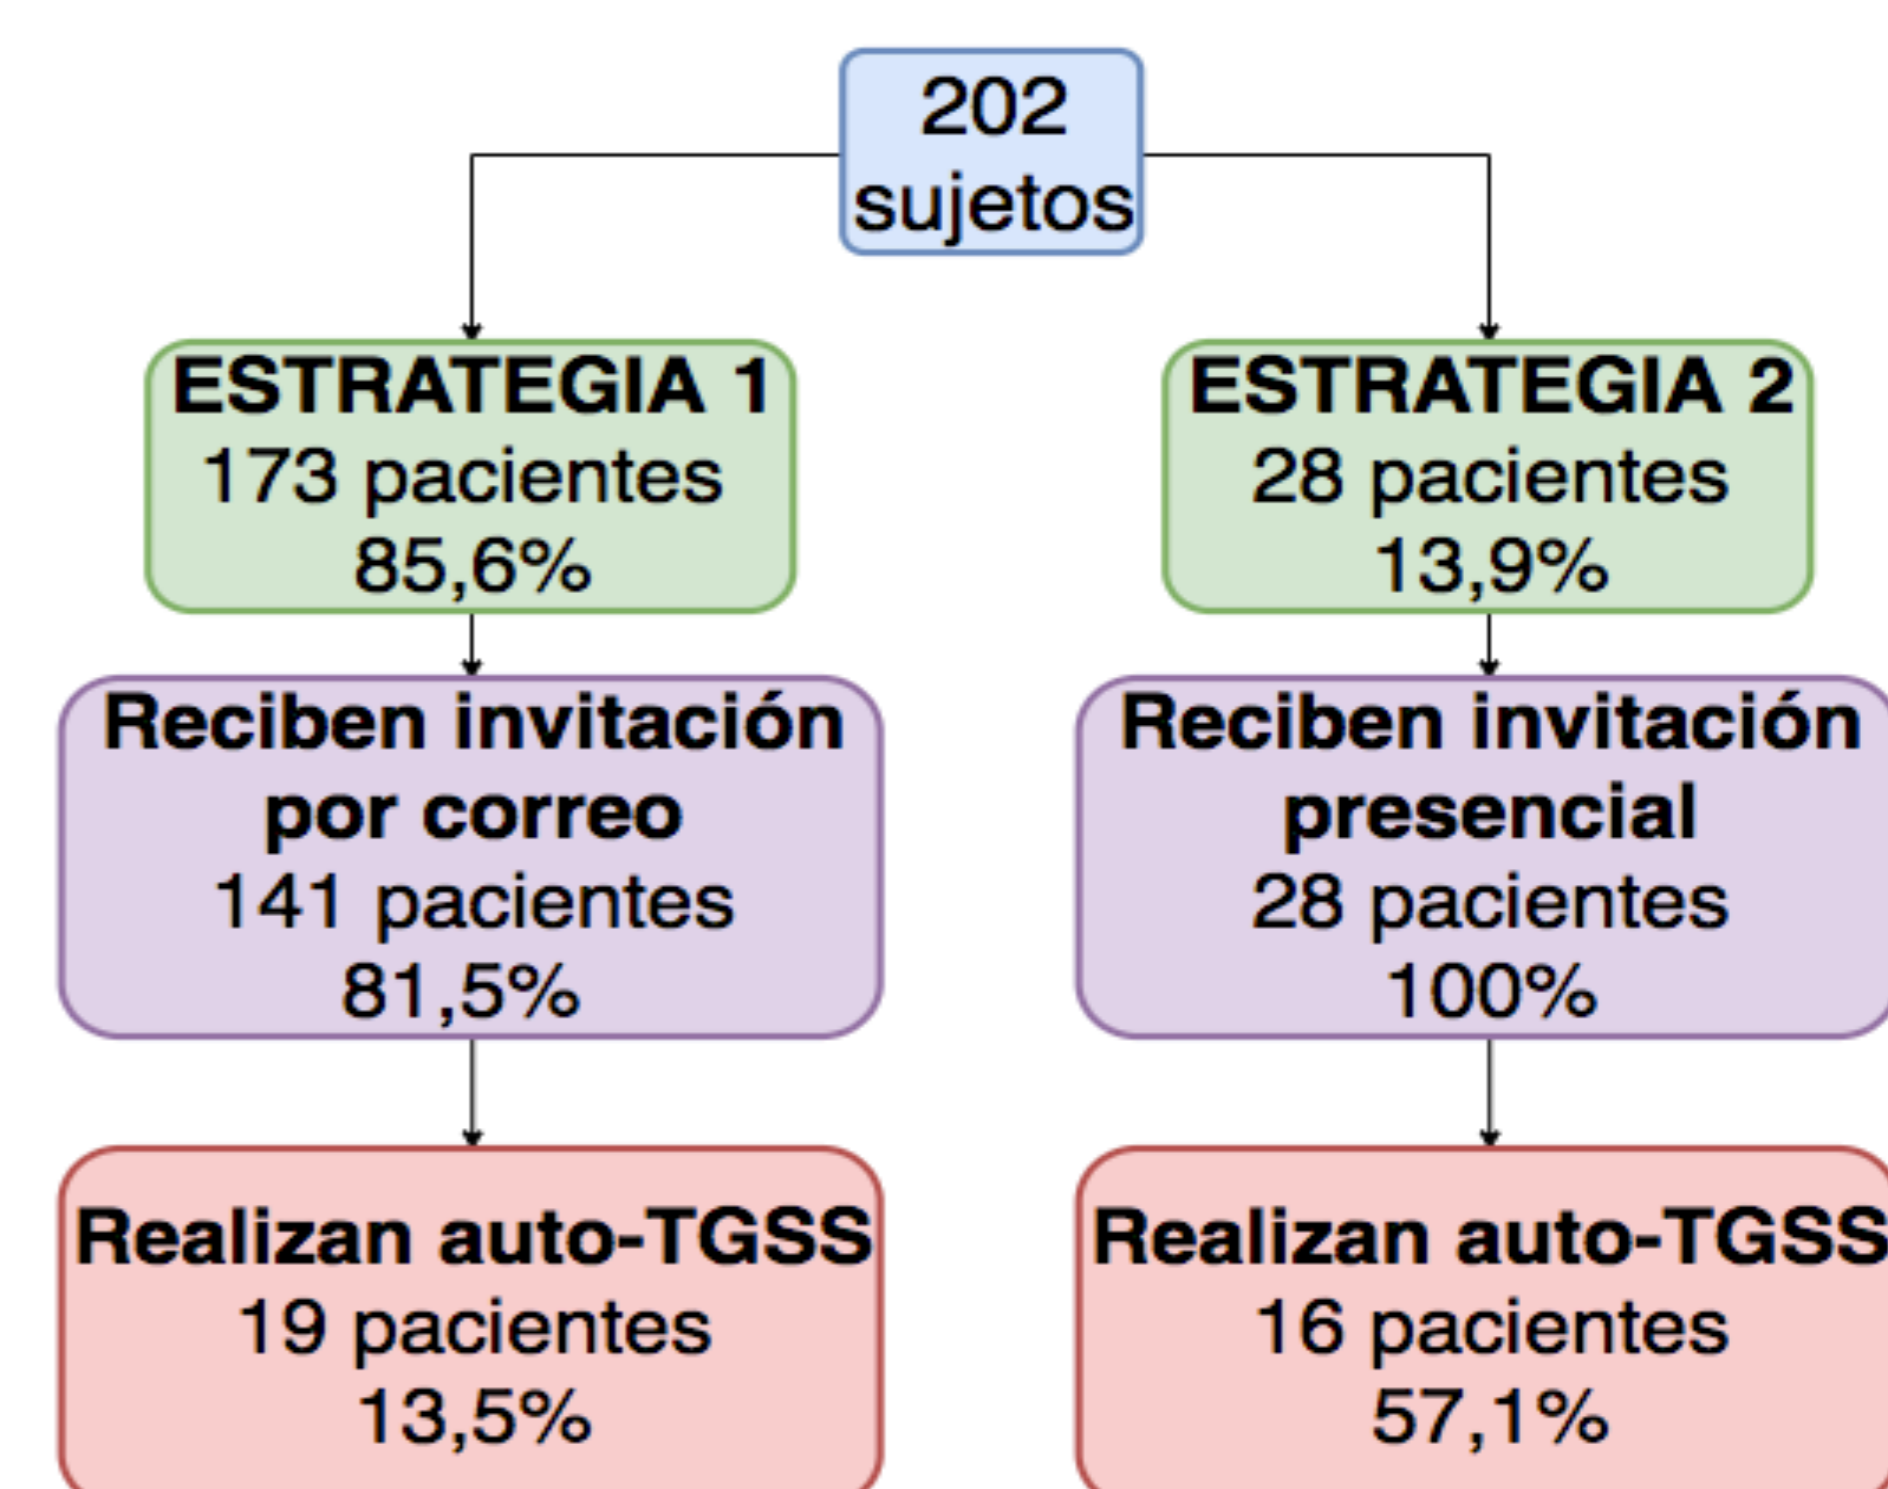 202
sujetos
ESTRATEGIA 1
173 pacientes
85,6%
ESTRATEGIA 2
28 pacientes
13,9%
Reciben invitación
por correo
141 pacientes
81,5%
Reciben invitación
presencial
28 pacientes
100%
Realizan auto-TGSS
19 pacientes
13,5%
Realizan auto-TGSS
16 pacientes
57,1%